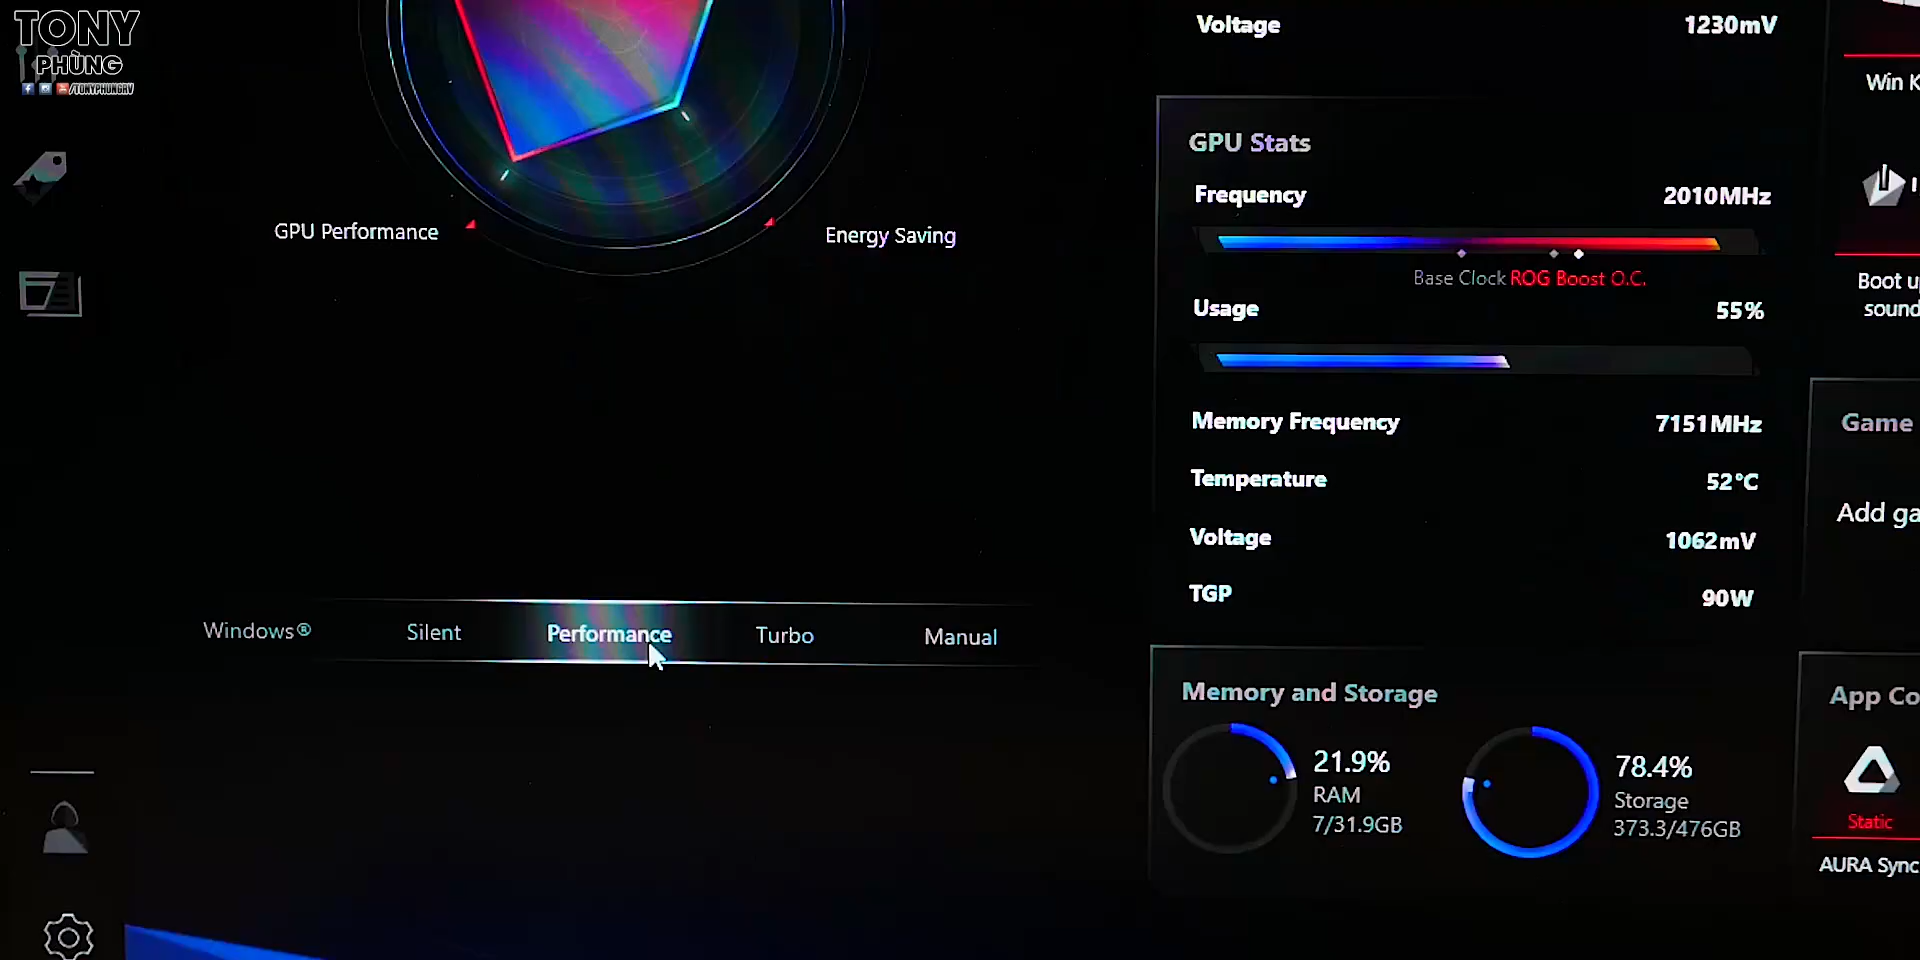 TONY
PHÙNG
/TONYPHUNGRV
Voltage 1230mV
Win K
GPU Stats
Frequency 2010MHz
GPU Performance
Energy Saving
Base Clock ROG Boost O.C.
Boot u
sound
Usage 55%
Memory Frequency 7151MHz
Game
Temperature 52°C
Add ga
Voltage 1062mV
TGP 90W
Windows® Silent Performance Turbo Manual
Memory and Storage
App Co
21.9%
RAM
7/31.9GB
78.4%
Storage
373.3/476GB
Static
AURA Sync